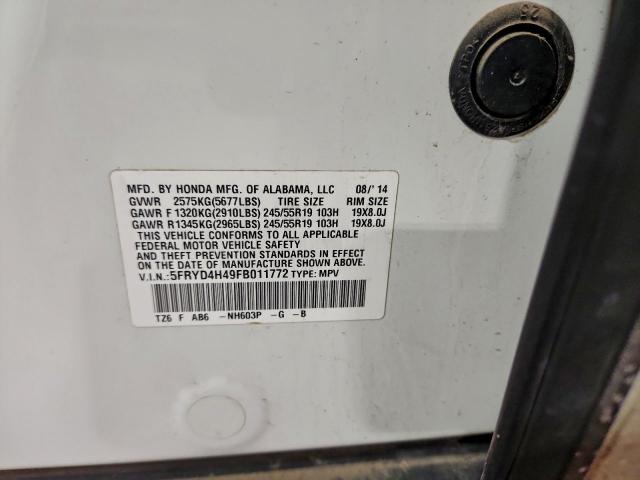 MFD. BY HONDA MFG. OF ALABAMA, LLC 08/'14
GVWR 2575KG(5677LBS) TIRE SIZE RIM SIZE
GAWR F 1320KG(2910LBS) 245/55R19 103H 19X8.0J
GAWR R1345KG(2965LBS) 245/55R19 103H 19X8.0J
THIS VEHICLE CONFORMS TO ALL APPLICABLE
FEDERAL MOTOR VEHICLE SAFETY
AND THEFT PREVENTION STANDARDS IN EFFECT
ON THE DATE OF MANUFACTURE SHOWN ABOVE.
V.I.N.:5FRYD4H49FB011772 TYPE: MPV
TZ6 F AB6 -NH603P -G -B
25